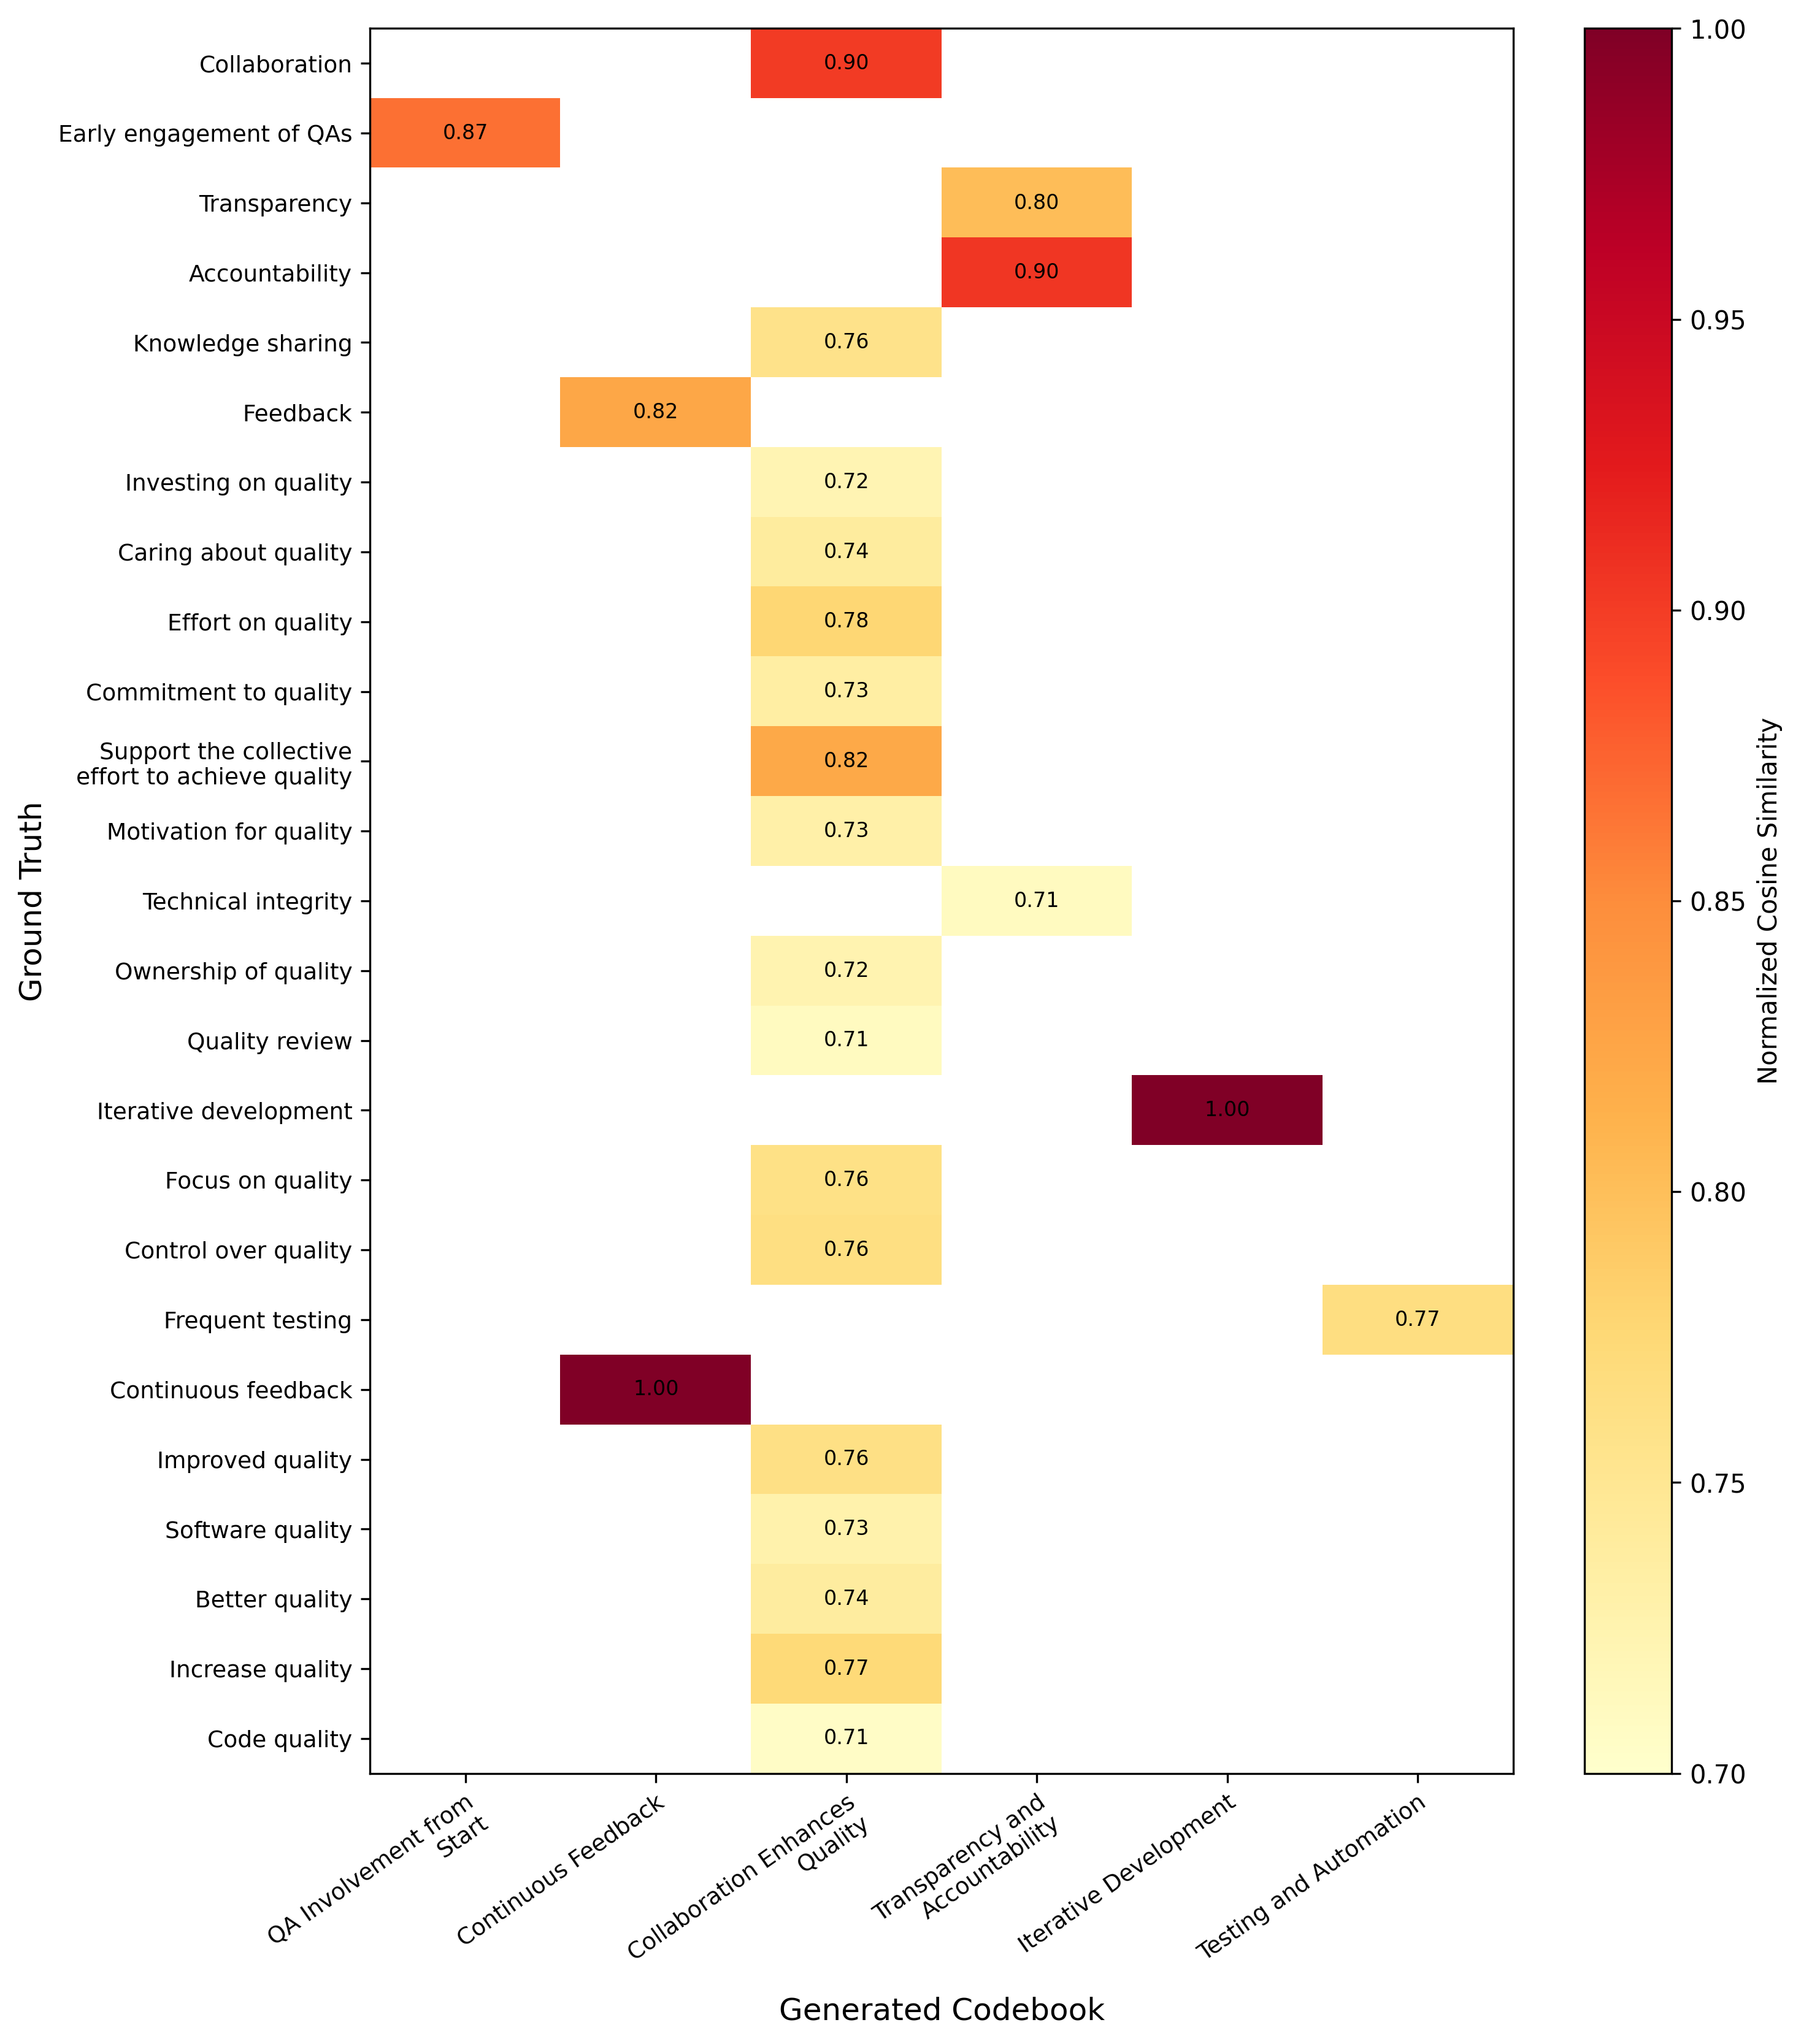 Collaboration
0.90
Early engagement of QAs
0.87
Transparency
0.80
Accountability
0.90
Knowledge sharing
0.76
Feedback
0.82
Investing on quality
0.72
Caring about quality
0.74
Effort on quality
0.78
Commitment to quality
0.73
Support the collective
effort to achieve quality
0.82
Motivation for quality
0.73
Technical integrity
0.71
Ownership of quality
0.72
Quality review
0.71
Iterative development
1.00
Focus on quality
0.76
Control over quality
0.76
Frequent testing
0.77
Continuous feedback
1.00
Improved quality
0.76
Software quality
0.73
Better quality
0.74
Increase quality
0.77
Code quality
0.71
Ground Truth
QA Involvement from
Start
Continuous Feedback
Collaboration Enhances
Quality
Transparency and
Accountability
Iterative Development
Testing and Automation
Generated Codebook
1.00
0.95
0.90
0.85
0.80
0.75
0.70
Normalized Cosine Similarity